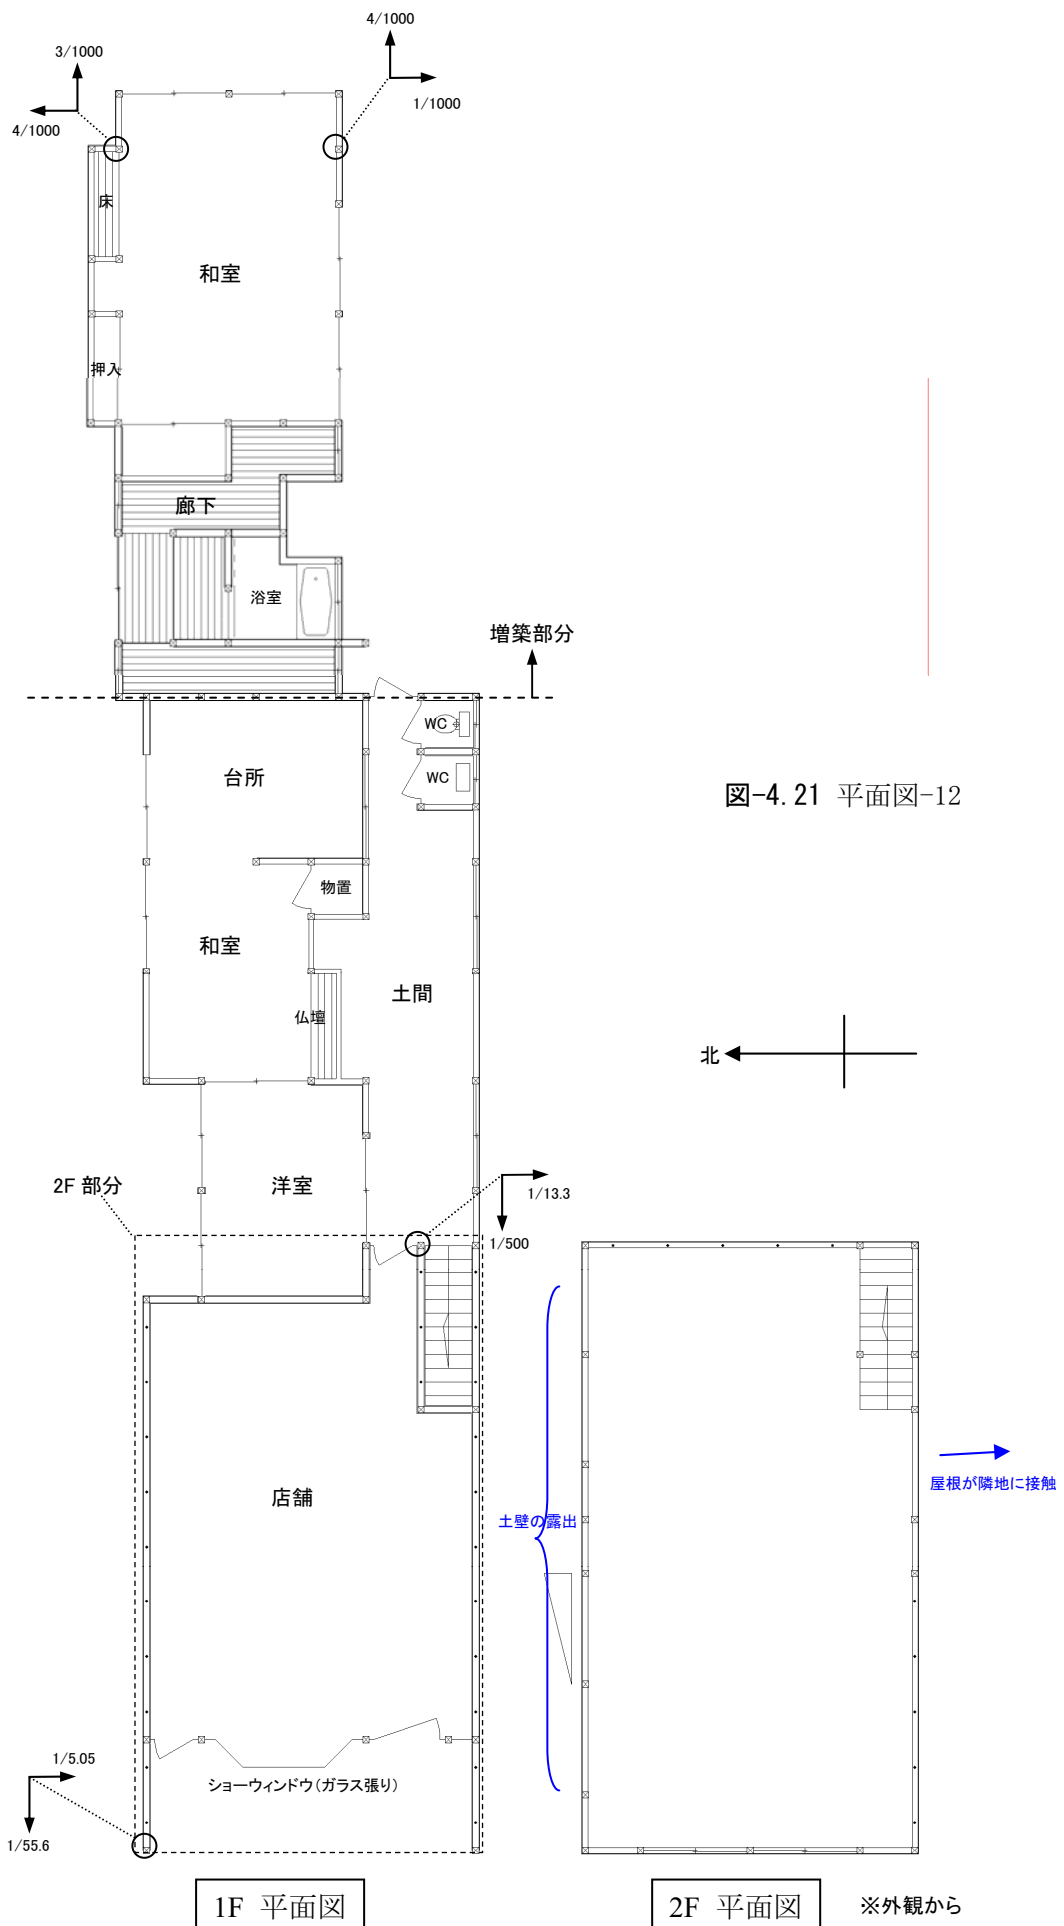 4/1000
3/1000
1/1000
4/1000
床
和室
押入
廊下
浴室
増築部分
WC
台所
WC
図-4.21 平面図-12
物置
和室
土間
仏壇
北
2F 部分
洋室
1/13.3
1/500
屋根が隣地に接触
店舗
土壁の露出
1/5.05
ショーウィンドウ(ガラス張り)
1/55.6
1F 平面図
2F 平面図
※外観から